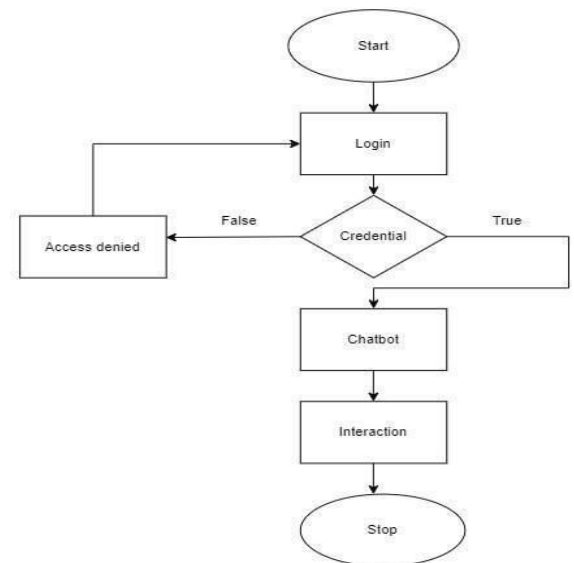 Start
Login
False
True
Access denied
Credential
Chatbot
Interaction
Stop